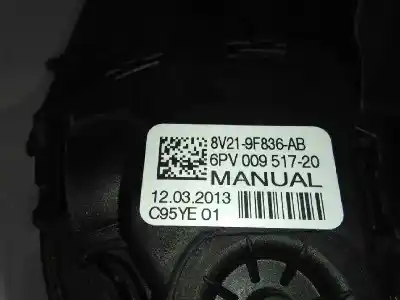 8V21-9F836-AB
6PV 009 517-20
MANUAL
12.03.2013
C95YE 01